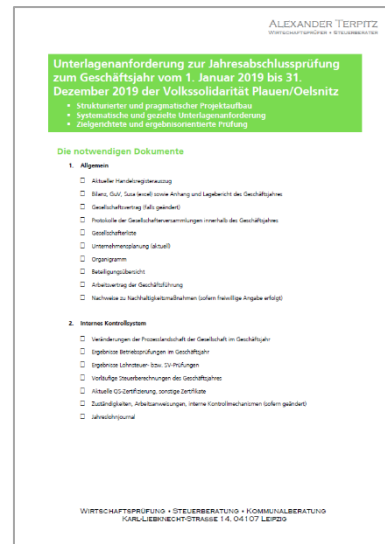 ALEXANDER TERPITZ
WIRTSCHAFTSPRÜFER • STEUERBERATER
Unterlagenanforderung zur Jahresabschlussprüfung
zum Geschäftsjahr vom 1. Januar 2019 bis 31.
Dezember 2019 der Volkssolidarität Plauen/Oelsnitz
• Strukturierter und pragmatischer Projektaufbau
• Systematische und gezielte Unterlagenanforderung
• Zielgerichtete und ergebnisorientierte Prüfung
Die notwendigen Dokumente
1. Allgemein
☐ Aktueller Handelsregisterauszug
☐ Bilanz, GuV, Susa (excel) sowie Anhang und Lagebericht des Geschäftsjahres
☐ Gesellschaftsvertrag (falls geändert)
☐ Protokolle der Gesellschafterversammlungen innerhalb des Geschäftsjahres
☐ Gesellschafterliste
☐ Unternehmensplanung (aktuell)
☐ Organigramm
☐ Beteiligungsübersicht
☐ Arbeitsvertrag der Geschäftsführung
☐ Nachweise zu Nachhaltigkeitsmaßnahmen (sofern freiwillige Angabe erfolgt)
2. Internes Kontrollsystem
☐ Veränderungen der Prozesslandschaft der Gesellschaft im Geschäftsjahr
☐ Ergebnisse Betriebsprüfungen im Geschäftsjahr
☐ Ergebnisse Lohnsteuer- bzw. SV-Prüfungen
☐ Vorläufige Steuerberechnungen des Geschäftsjahres
☐ Aktuelle QS-Zertifizierung, sonstige Zertifikate
☐ Zuständigkeiten, Arbeitsanweisungen, interne Kontrollmechanismen (sofern geändert)
☐ Jahreslohnjournal
WIRTSCHAFTSPRÜFUNG • STEUERBERATUNG • KOMMUNALBERATUNG
KARL-LIEBKNECHT-STRASSE 14, 04107 LEIPZIG